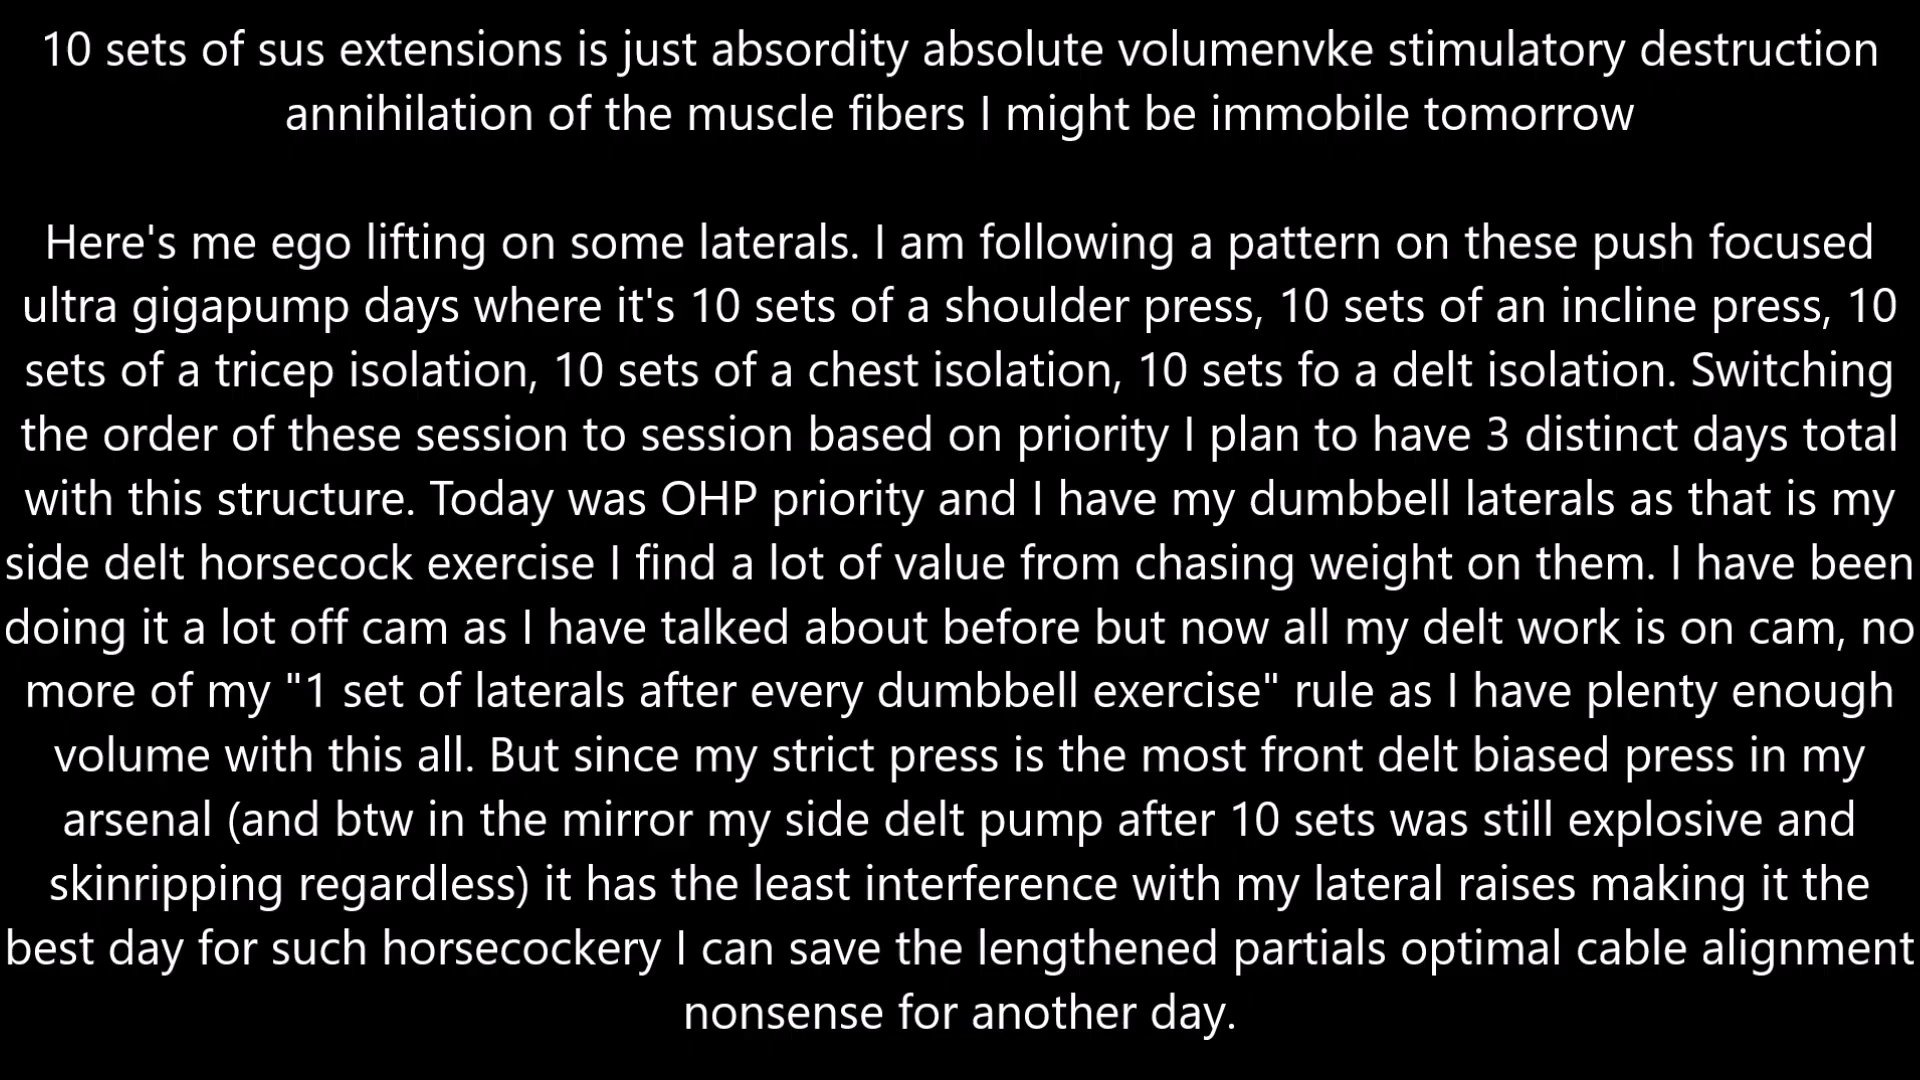 10 sets of sus extensions is just absordity absolute volumenvke stimulatory destruction
annihilation of the muscle fibers I might be immobile tomorrow
Here's me ego lifting on some laterals. I am following a pattern on these push focused
ultra gigapump days where it's 10 sets of a shoulder press, 10 sets of an incline press, 10
sets of a tricep isolation, 10 sets of a chest isolation, 10 sets fo a delt isolation. Switching
the order of these session to session based on priority I plan to have 3 distinct days total
with this structure. Today was OHP priority and I have my dumbbell laterals as that is my
side delt horsecock exercise I find a lot of value from chasing weight on them. I have been
doing it a lot off cam as I have talked about before but now all my delt work is on cam, no
more of my "1 set of laterals after every dumbbell exercise" rule as I have plenty enough
volume with this all. But since my strict press is the most front delt biased press in my
arsenal (and btw in the mirror my side delt pump after 10 sets was still explosive and
skinripping regardless) it has the least interference with my lateral raises making it the
best day for such horsecockery I can save the lengthened partials optimal cable alignment
nonsense for another day.